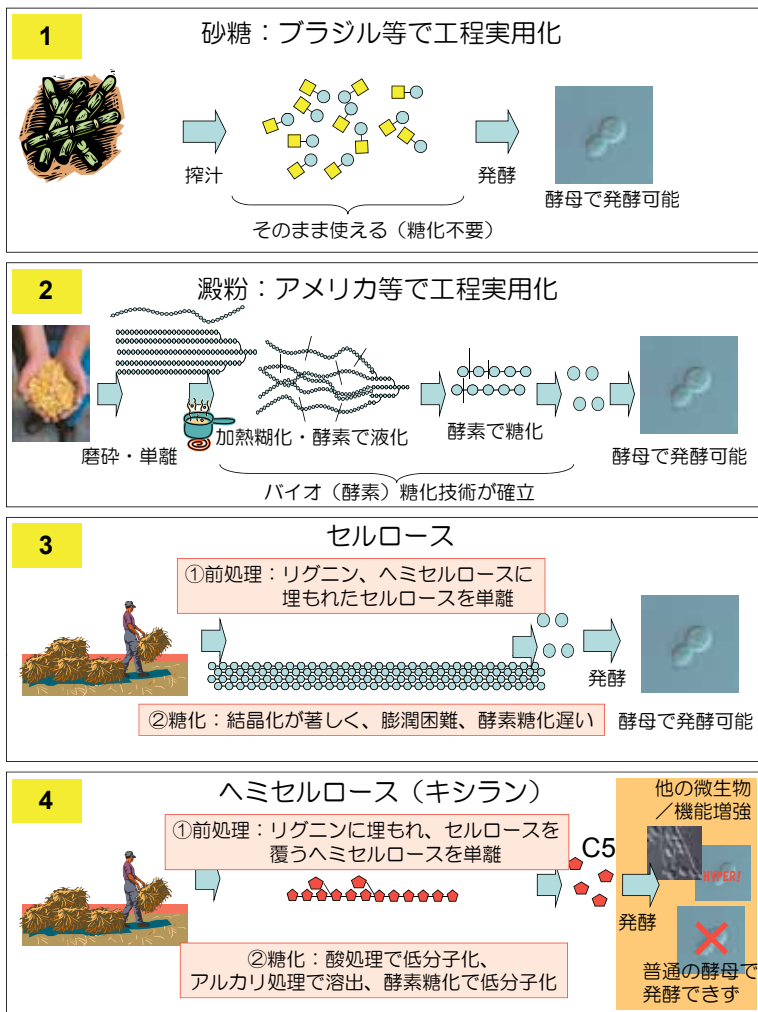 1
砂糖：ブラジル等で工程実用化
搾汁
発酵
酵母で発酵可能
そのまま使える（糖化不要）
2
澱粉：アメリカ等で工程実用化
磨砕・単離
加熱糊化・酵素で液化
酵素で糖化
酵母で発酵可能
バイオ（酵素）糖化技術が確立
3
セルロース
①前処理：リグニン、ヘミセルロースに
埋もれたセルロースを単離
発酵
②糖化：結晶化が著しく、膨潤困難、酵素糖化遅い
酵母で発酵可能
4
ヘミセルロース（キシラン）
①前処理：リグニンに埋もれ、セルロースを
覆うヘミセルロースを単離
C5
他の微生物
／機能増強
HYPER!
発酵
②糖化：酸処理で低分子化、
アルカリ処理で溶出、酵素糖化で低分子化
普通の酵母で
発酵できず